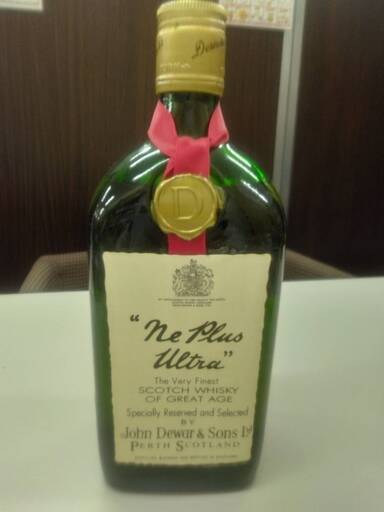 Dewar's
D
"Ne Plus
Ultra"
The Very Finest
SCOTCH WHISKY
OF GREAT AGE
Specially Reserved and Selected
BY
John Dewar & Sons Ltd
PERTH SCOTLAND